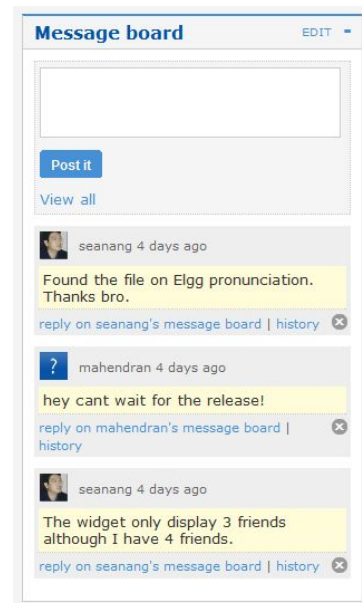 Message board EDIT -
Post it
View all
seanang 4 days ago
Found the file on Elgg pronunciation.
Thanks bro.
reply on seanang's message board | history
?
mahendran 4 days ago
hey cant wait for the release!
reply on mahendran's message board |
history
seanang 4 days ago
The widget only display 3 friends
although I have 4 friends.
reply on seanang's message board | history